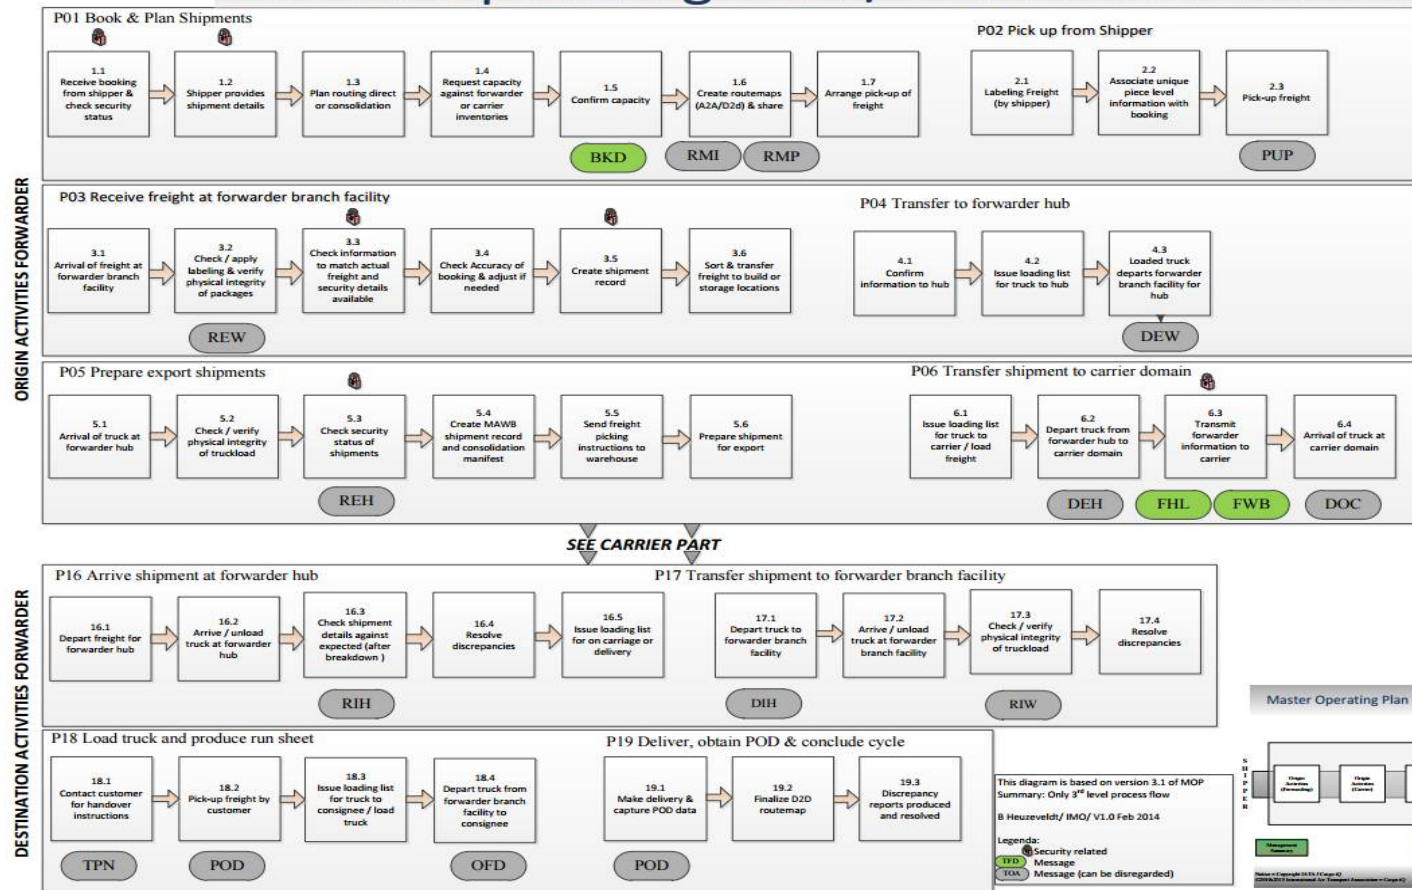 P01 Book & Plan Shipments
1.1
Receive booking
from shipper &
check security
status
1.2
Shipper provides
shipment details
1.3
Plan routing direct
or consolidation
1.4
Request capacity
against forwarder
or carrier
inventories
1.5
Confirm capacity
1.6
Create routemaps
(A2A/D2d) & share
1.7
Arrange pick-up of
freight
BKD
RMI
RMP
P02 Pick up from Shipper
2.1
Labeling Freight
(by shipper)
2.2
Associate unique
piece level
information with
booking
2.3
Pick-up freight
PUP
ORIGIN ACTIVITIES FORWARDER
P03 Receive freight at forwarder branch facility
3.1
Arrival of freight at
forwarder branch
facility
3.2
Check / apply
labeling & verify
physical integrity
of packages
3.3
Check information
to match actual
freight and
security details
available
3.4
Check Accuracy of
booking & adjust if
needed
3.5
Create shipment
record
3.6
Sort & transfer
freight to build or
storage locations
REW
P04 Transfer to forwarder hub
4.1
Confirm
information to hub
4.2
Issue loading list
for truck to hub
4.3
Loaded truck
departs forwarder
branch facility for
hub
DEW
P05 Prepare export shipments
5.1
Arrival of truck at
forwarder hub
5.2
Check / verify
physical integrity
of truckload
5.3
Check security
status of
shipments
5.4
Create MAWB
shipment record
and consolidation
manifest
5.5
Send freight
picking
instructions to
warehouse
5.6
Prepare shipment
for export
REH
P06 Transfer shipment to carrier domain
6.1
Issue loading list
for truck to
carrier / load
freight
6.2
Depart truck from
forwarder hub to
carrier domain
6.3
Transmit
forwarder
information to
carrier
6.4
Arrival of truck at
carrier domain
DEH
FHL
FWB
DOC
SEE CARRIER PART
DESTINATION ACTIVITIES FORWARDER
P16 Arrive shipment at forwarder hub
16.1
Depart freight for
forwarder hub
16.2
Arrive / unload
truck at forwarder
hub
16.3
Check shipment
details against
expected (after
breakdown )
16.4
Resolve
discrepancies
16.5
Issue loading list
for on carriage or
delivery
RIH
P17 Transfer shipment to forwarder branch facility
17.1
Depart truck to
forwarder branch
facility
17.2
Arrive / unload
truck at forwarder
branch facility
17.3
Check / verify
physical integrity
of truckload
17.4
Resolve
discrepancies
DIH
RIW
P18 Load truck and produce run sheet
18.1
Contact customer
for handover
instructions
18.2
Pick-up freight by
customer
18.3
Issue loading list
for truck to
consignee / load
truck
18.4
Depart truck from
forwarder branch
facility to
consignee
TPN
POD
OFD
P19 Deliver, obtain POD & conclude cycle
19.1
Make delivery &
capture POD data
19.2
Finalize D2D
routemap
19.3
Discrepancy
reports produced
and resolved
POD
This diagram is based on version 3.1 of MOP
Summary: Only 3rd level process flow
B Heuzeveldt/ IMO/ V1.0 Feb 2014
Legenda:
Security related
TFD Message
TOA Message (can be disregarded)
Master Operating Plan
SHIPPER
Origin
Activities
(Forwarding)
Origin
Activities
(Carrier)
Management
Summary